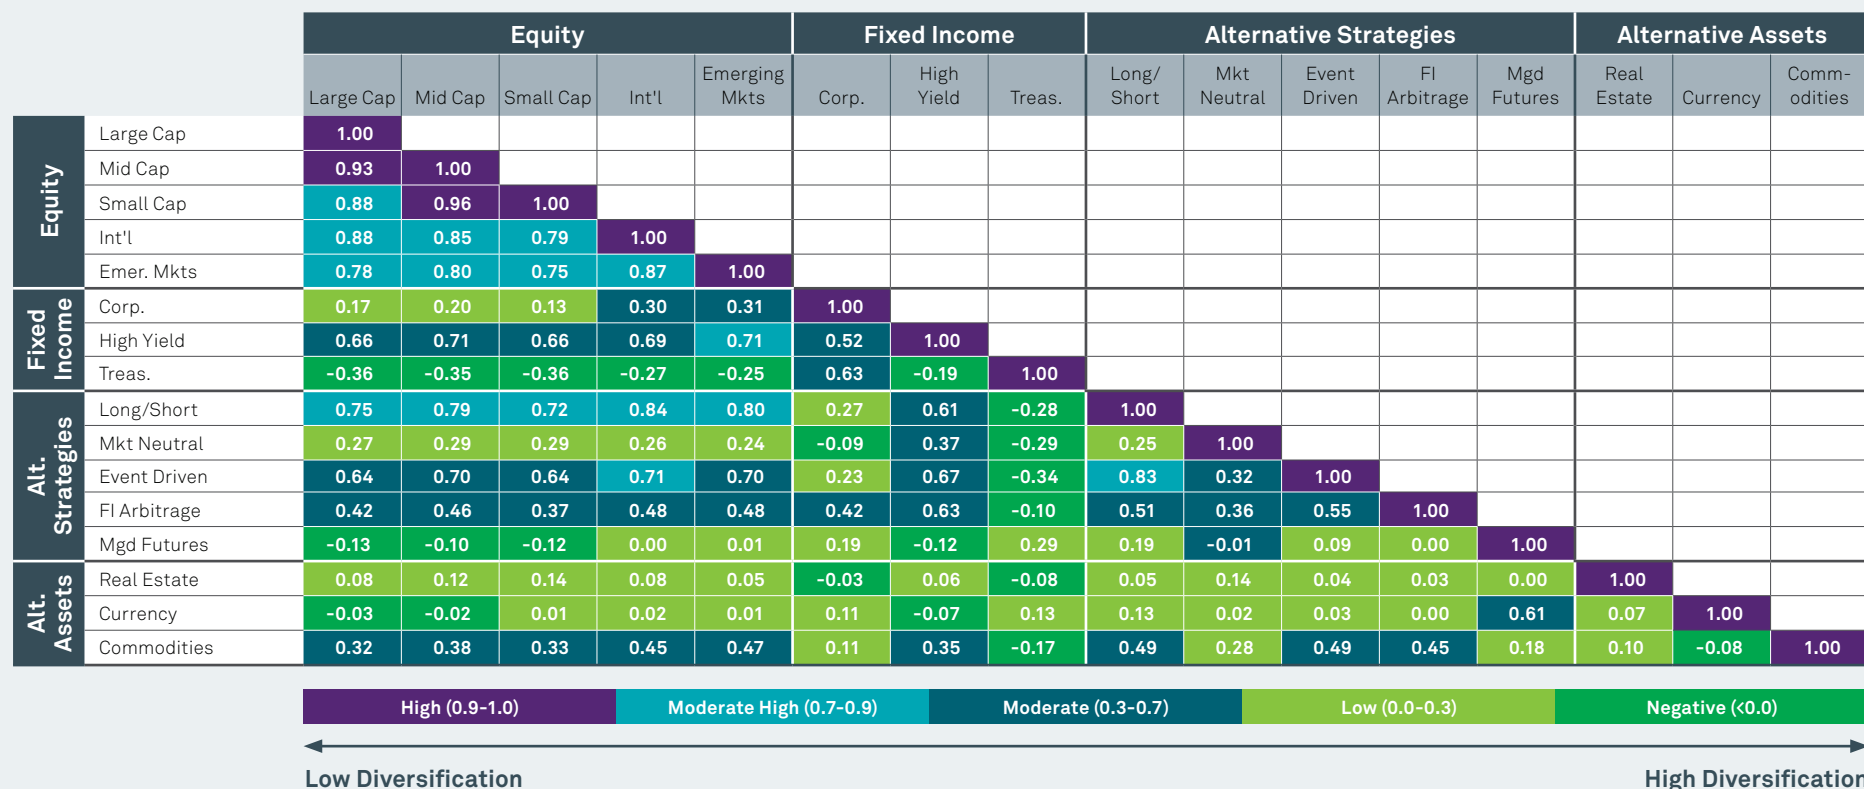 Equity Fixed Income Alternative Strategies Alternative Assets
Large Cap Mid Cap Small Cap Int'l Emerging Mkts Corp. High Yield Treas. Long/ Short Mkt Neutral Event Driven FI Arbitrage Mgd Futures Real Estate Currency Comm- odities
Equity
Large Cap 1.00
Mid Cap 0.93 1.00
Small Cap 0.88 0.96 1.00
Int'l 0.88 0.85 0.79 1.00
Emer. Mkts 0.78 0.80 0.75 0.87 1.00
Fixed Income
Corp. 0.17 0.20 0.13 0.30 0.31 1.00
High Yield 0.66 0.71 0.66 0.69 0.71 0.52 1.00
Treas. -0.36 -0.35 -0.36 -0.27 -0.25 0.63 -0.19 1.00
Alt. Strategies
Long/Short 0.75 0.79 0.72 0.84 0.80 0.27 0.61 -0.28 1.00
Mkt Neutral 0.27 0.29 0.29 0.26 0.24 -0.09 0.37 -0.29 0.25 1.00
Event Driven 0.64 0.70 0.64 0.71 0.70 0.23 0.67 -0.34 0.83 0.32 1.00
FI Arbitrage 0.42 0.46 0.37 0.48 0.48 0.42 0.63 -0.10 0.51 0.36 0.55 1.00
Mgd Futures -0.13 -0.10 -0.12 0.00 0.01 0.19 -0.12 0.29 0.19 -0.01 0.09 0.00 1.00
Alt. Assets
Real Estate 0.08 0.12 0.14 0.08 0.05 -0.03 0.06 -0.08 0.05 0.14 0.04 0.03 0.00 1.00
Currency -0.03 -0.02 0.01 0.02 0.01 0.11 -0.07 0.13 0.13 0.02 0.03 0.00 0.61 0.07 1.00
Commodities 0.32 0.38 0.33 0.45 0.47 0.11 0.35 -0.17 0.49 0.28 0.49 0.45 0.18 0.10 -0.08 1.00
High (0.9-1.0) Moderate High (0.7-0.9) Moderate (0.3-0.7) Low (0.0-0.3) Negative (<0.0)
Low Diversification High Diversification